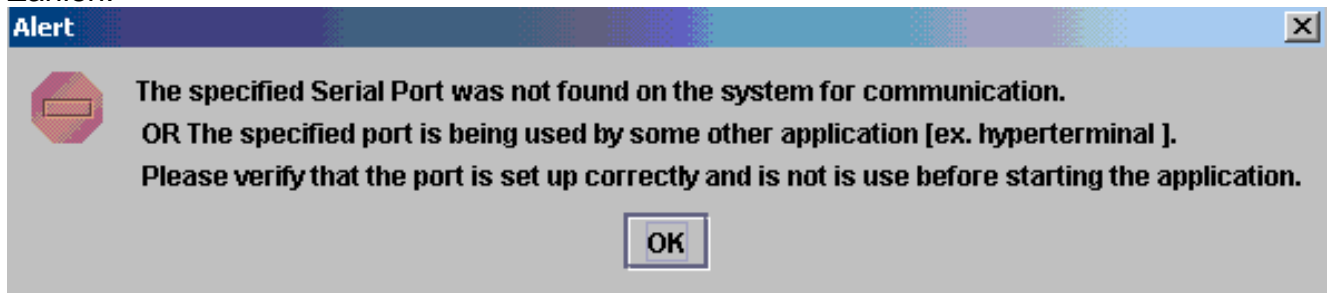 Alert
The specified Serial Port was not found on the system for communication.
OR The specified port is being used by some other application [ex. hyperterminal ].
Please verify that the port is set up correctly and is not is use before starting the application.
OK